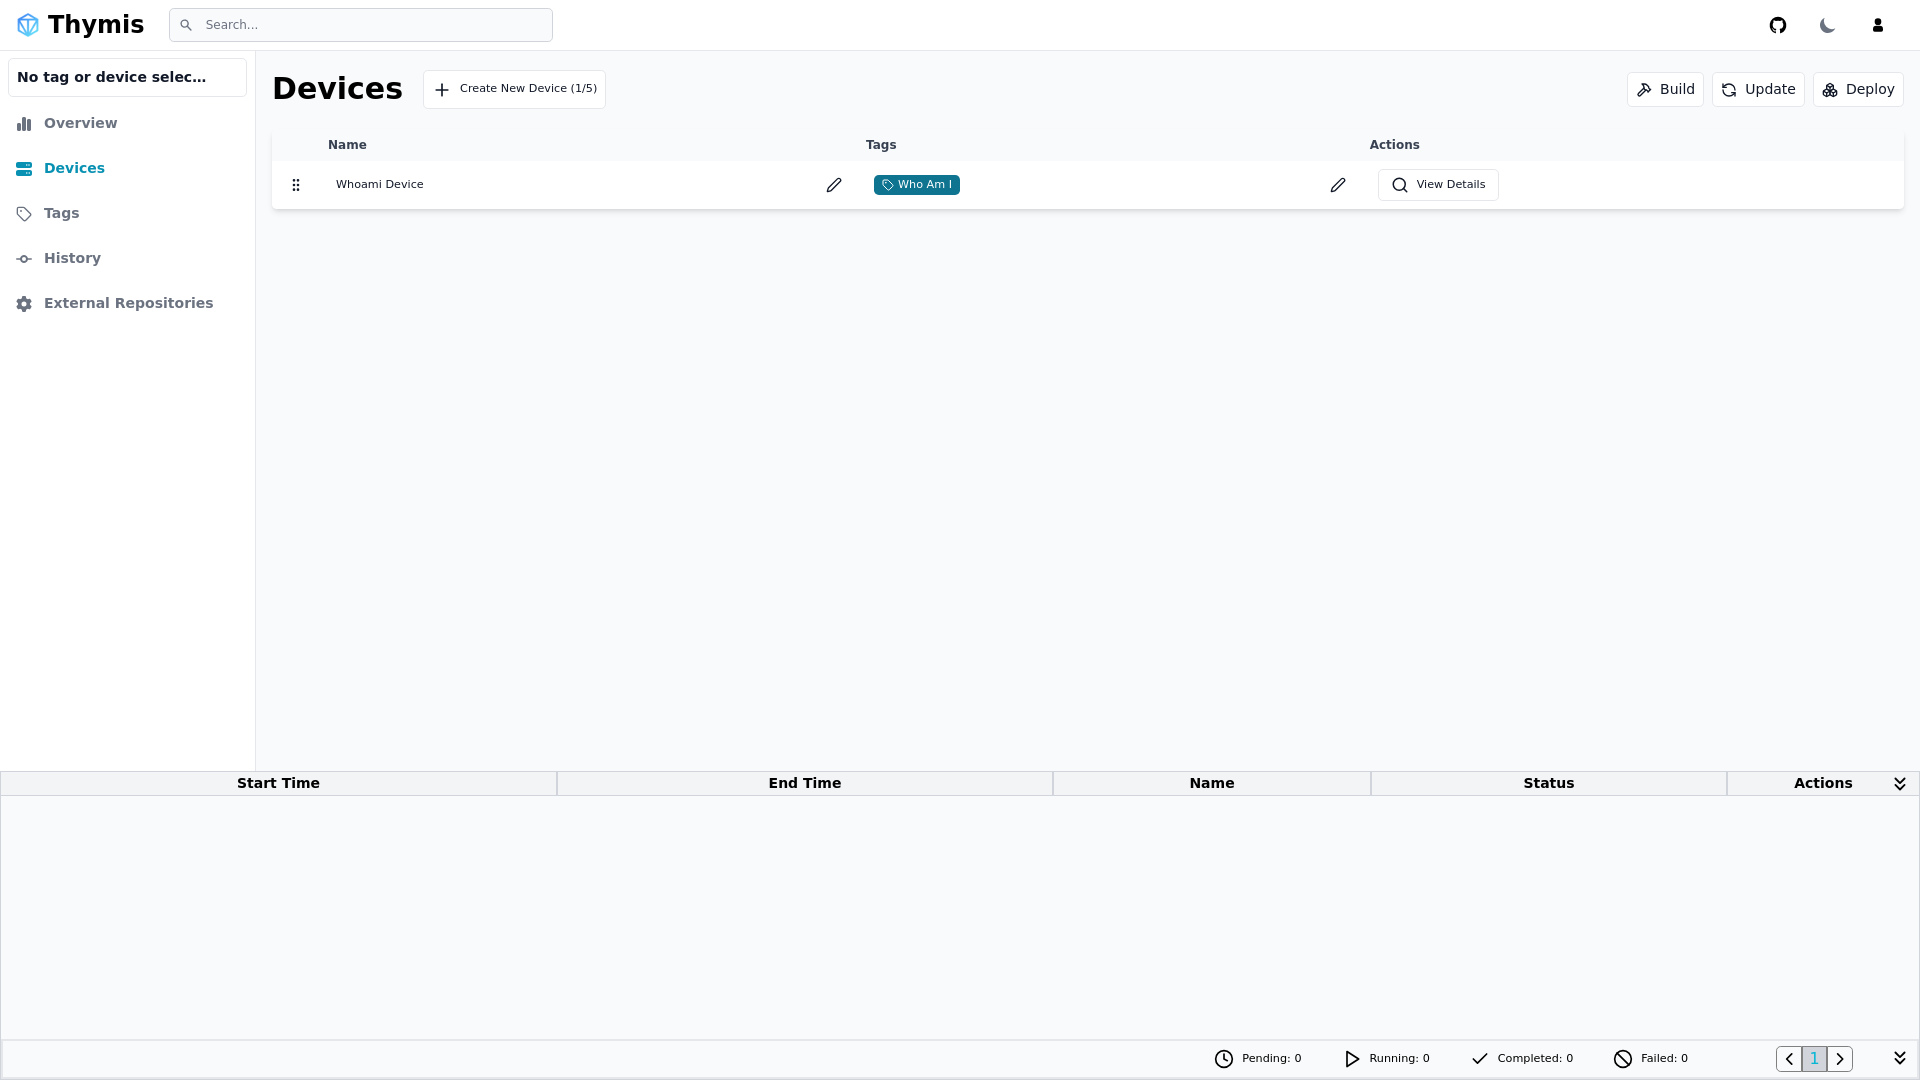 Thymis
Search...
No tag or device selec...
Overview
Devices
Tags
History
External Repositories
Devices
Create New Device (1/5)
Build
Update
Deploy
Name
Tags
Actions
Whoami Device
Who Am I
View Details
Start Time
End Time
Name
Status
Actions
Pending: 0
Running: 0
Completed: 0
Failed: 0
1